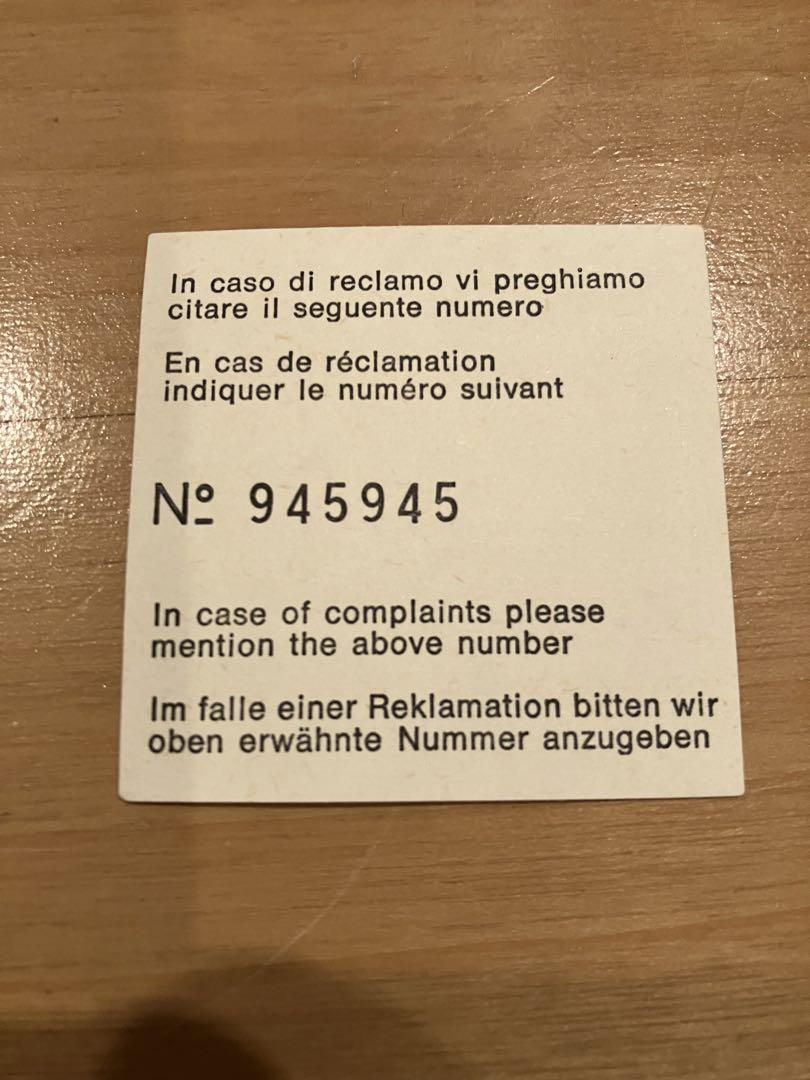 In caso di reclamo vi preghiamo
citare il seguente numero
En cas de réclamation
indiquer le numéro suivant
Nº 945945
In case of complaints please
mention the above number
Im falle einer Reklamation bitten wir
oben erwähnte Nummer anzugeben